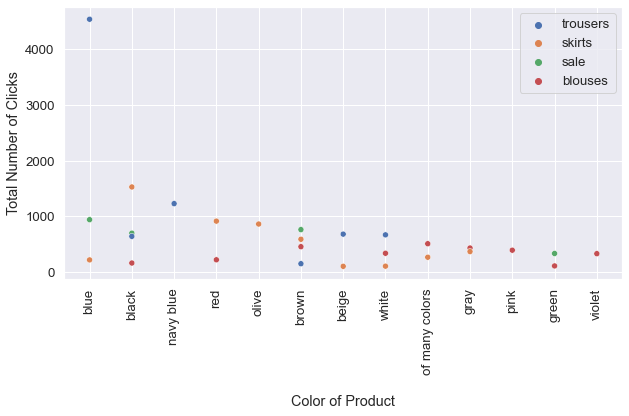 trousers
skirts
sale
blouses
Total Number of Clicks
4000
3000
2000
1000
0
blue
black
navy blue
red
olive
brown
beige
white
of many colors
gray
pink
green
violet
Color of Product